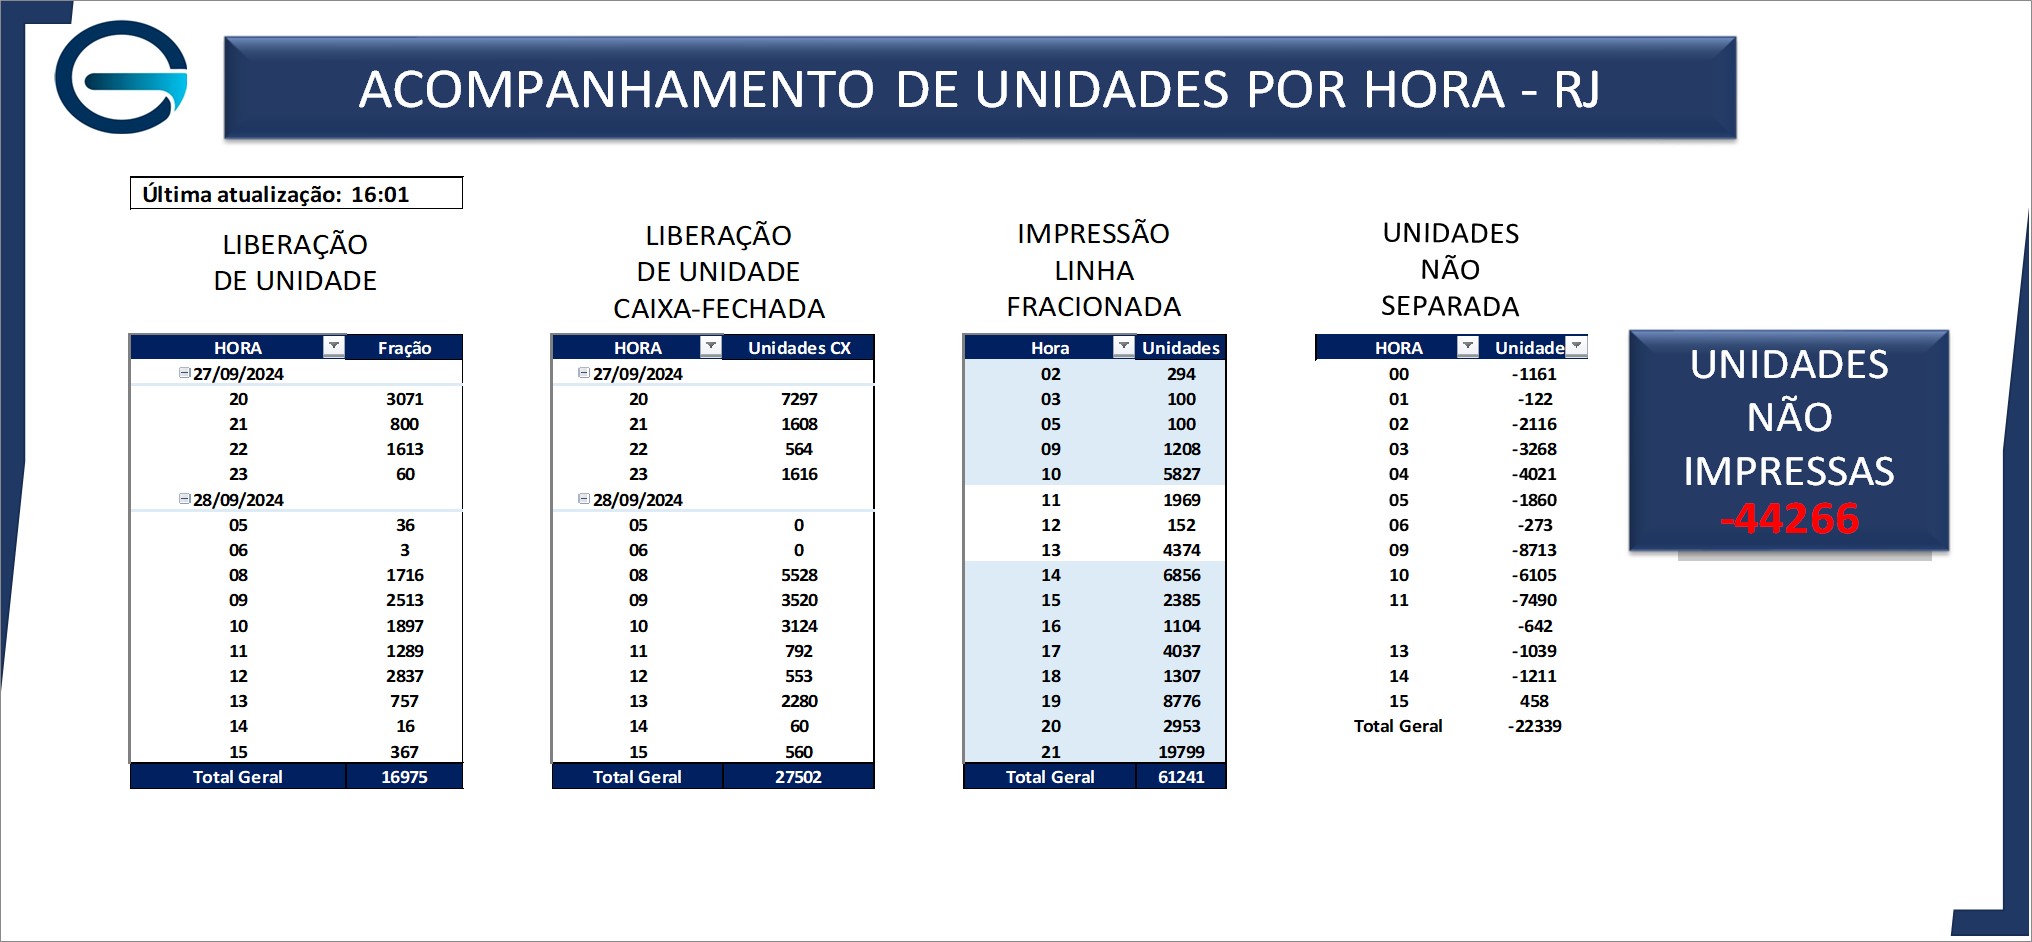 ACOMPANHAMENTO DE UNIDADES POR HORA - RJ
Última atualização: 16:01
LIBERAÇÃO
DE UNIDADE
HORA Fração
27/09/2024
20 3071
21 800
22 1613
23 60
28/09/2024
05 36
06 3
08 1716
09 2513
10 1897
11 1289
12 2837
13 757
14 16
15 367
Total Geral 16975
LIBERAÇÃO
DE UNIDADE
CAIXA-FECHADA
HORA Unidades CX
27/09/2024
20 7297
21 1608
22 564
23 1616
28/09/2024
05 0
06 0
08 5528
09 3520
10 3124
11 792
12 553
13 2280
14 60
15 560
Total Geral 27502
IMPRESSÃO
LINHA
FRACIONADA
Hora Unidades
02 294
03 100
05 100
09 1208
10 5827
11 1969
12 152
13 4374
14 6856
15 2385
16 1104
17 4037
18 1307
19 8776
20 2953
21 19799
Total Geral 61241
UNIDADES
NÃO
SEPARADA
HORA Unidade
00 -1161
01 -122
02 -2116
03 -3268
04 -4021
05 -1860
06 -273
09 -8713
10 -6105
11 -7490
-642
13 -1039
14 -1211
15 458
Total Geral -22339
UNIDADES
NÃO
IMPRESSAS
-44266